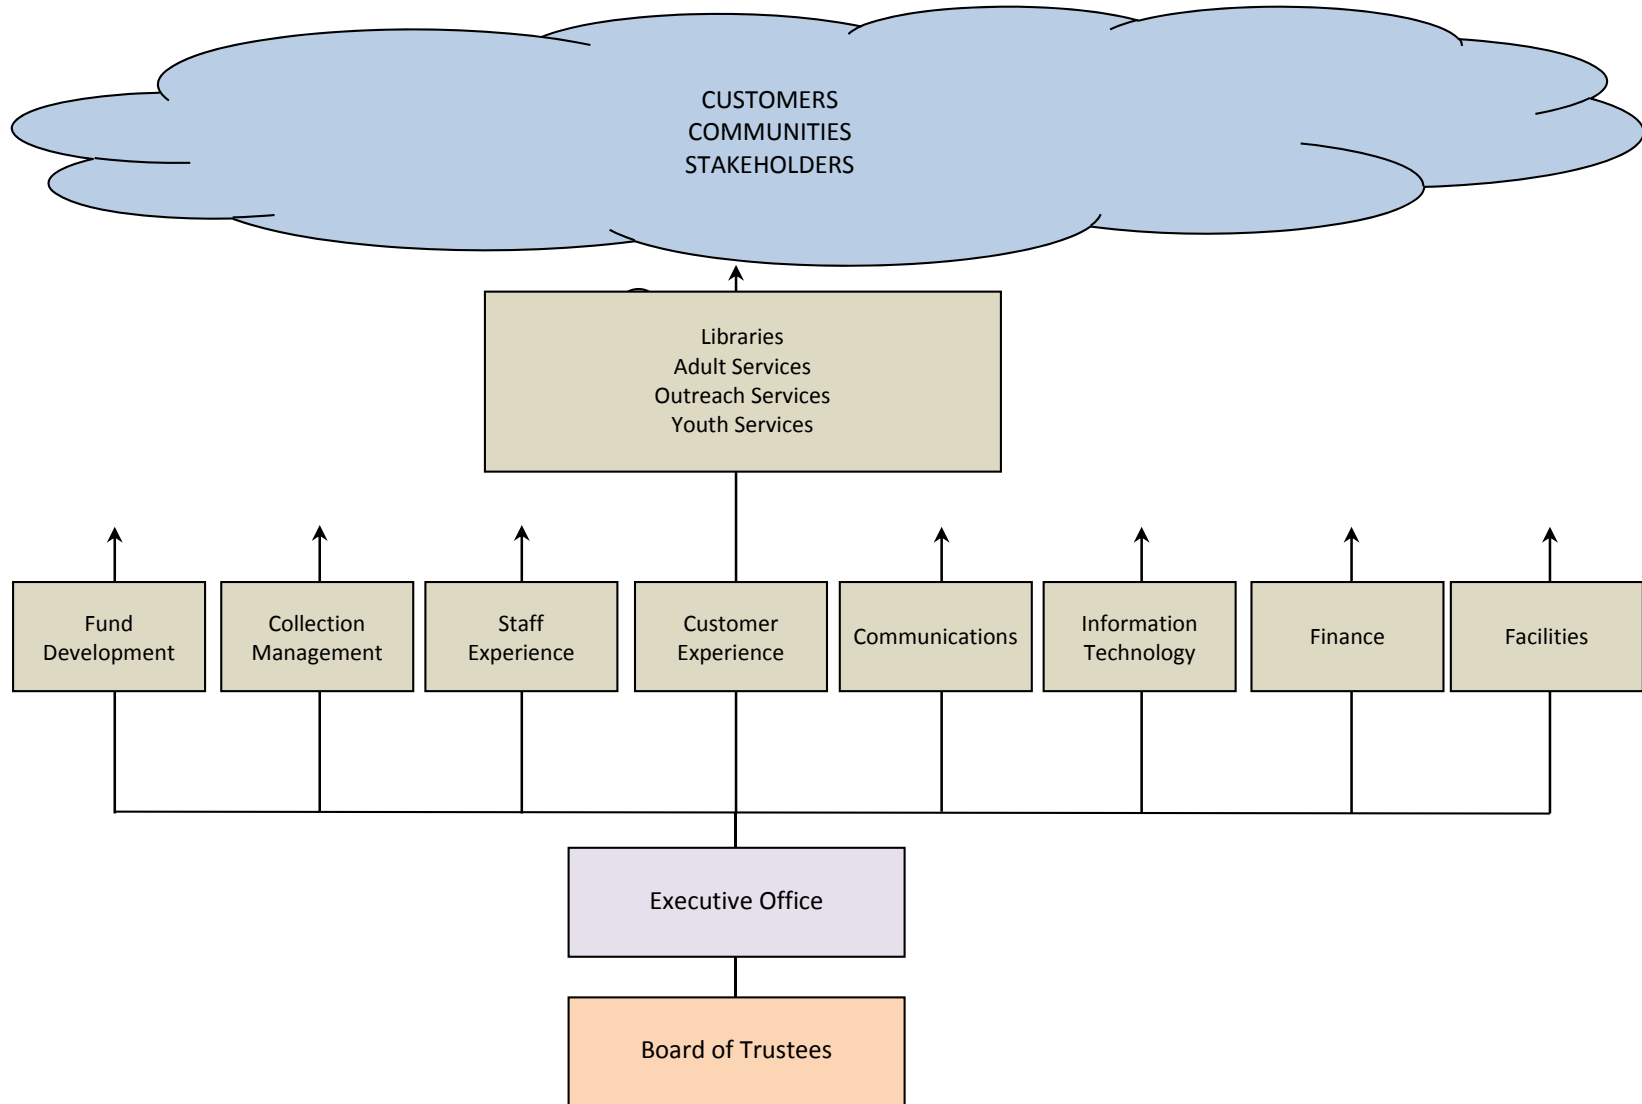 CUSTOMERS
COMMUNITIES
STAKEHOLDERS
Libraries
Adult Services
Outreach Services
Youth Services
Fund
Development
Collection
Management
Staff
Experience
Customer
Experience
Communications
Information
Technology
Finance
Facilities
Executive Office
Board of Trustees